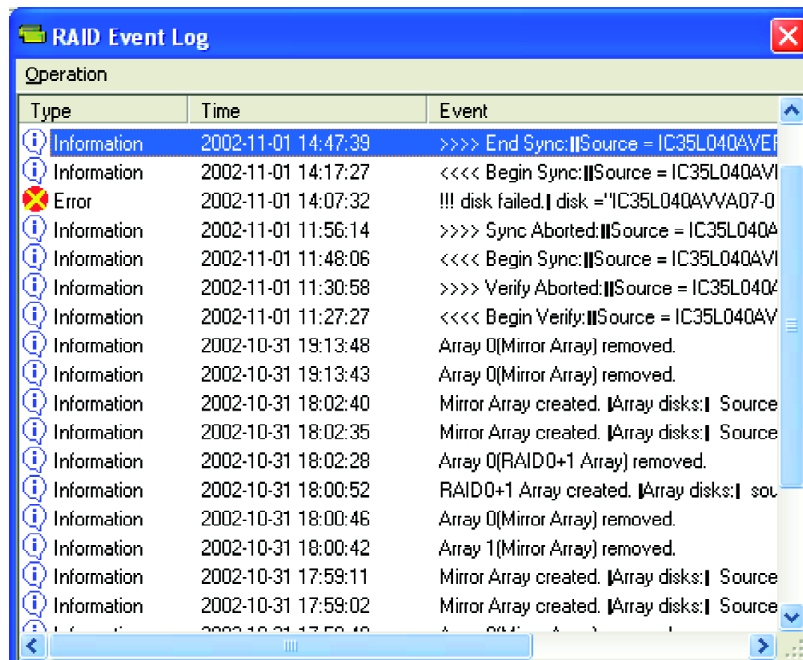 RAID Event Log
Operation
Type Time Event
Information 2002-11-01 14:47:39 >>>> End Sync:||Source = IC35L040AVER
Information 2002-11-01 14:17:27 <<<< Begin Sync:||Source = IC35L040AV
Error 2002-11-01 14:07:32 !!! disk failed.| disk ="IC35L040AVVA07-0
Information 2002-11-01 11:56:14 >>>> Sync Aborted:||Source = IC35L040A
Information 2002-11-01 11:48:06 <<<< Begin Sync:||Source = IC35L040AV
Information 2002-11-01 11:30:58 >>>> Verify Aborted:||Source = IC35L040
Information 2002-11-01 11:27:27 <<<< Begin Verify:||Source = IC35L040AV
Information 2002-10-31 19:13:48 Array 0(Mirror Array) removed.
Information 2002-10-31 19:13:43 Array 0(Mirror Array) removed.
Information 2002-10-31 18:02:40 Mirror Array created. |Array disks:| Source
Information 2002-10-31 18:02:35 Mirror Array created. |Array disks:| Source
Information 2002-10-31 18:02:28 Array 0(RAID0+1 Array) removed.
Information 2002-10-31 18:00:52 RAID0+1 Array created. |Array disks:| sou
Information 2002-10-31 18:00:46 Array 0(Mirror Array) removed.
Information 2002-10-31 18:00:42 Array 1(Mirror Array) removed.
Information 2002-10-31 17:59:11 Mirror Array created. |Array disks:| Source
Information 2002-10-31 17:59:02 Mirror Array created. |Array disks:| Source